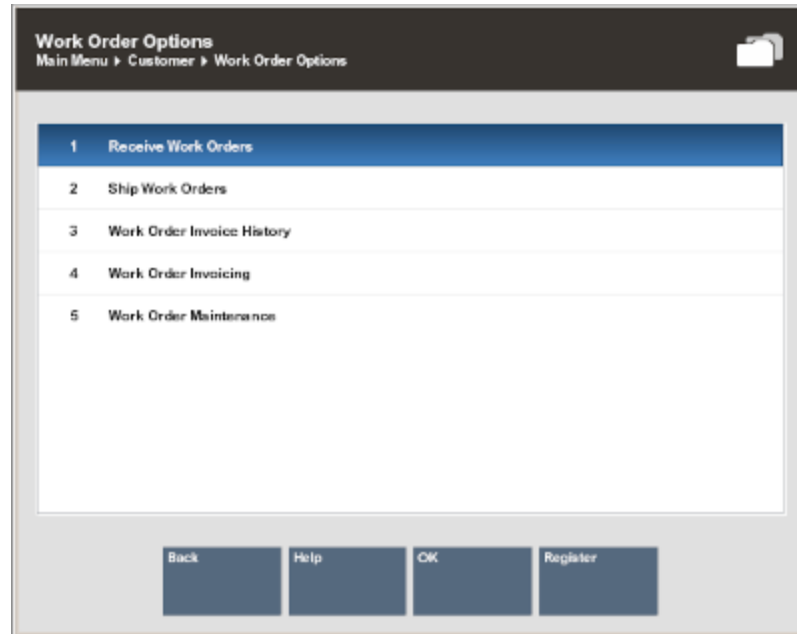 Work Order Options
Main Menu ▸ Customer ▸ Work Order Options
1 Receive Work Orders
2 Ship Work Orders
3 Work Order Invoice History
4 Work Order Invoicing
5 Work Order Maintenance
Back Help OK Register